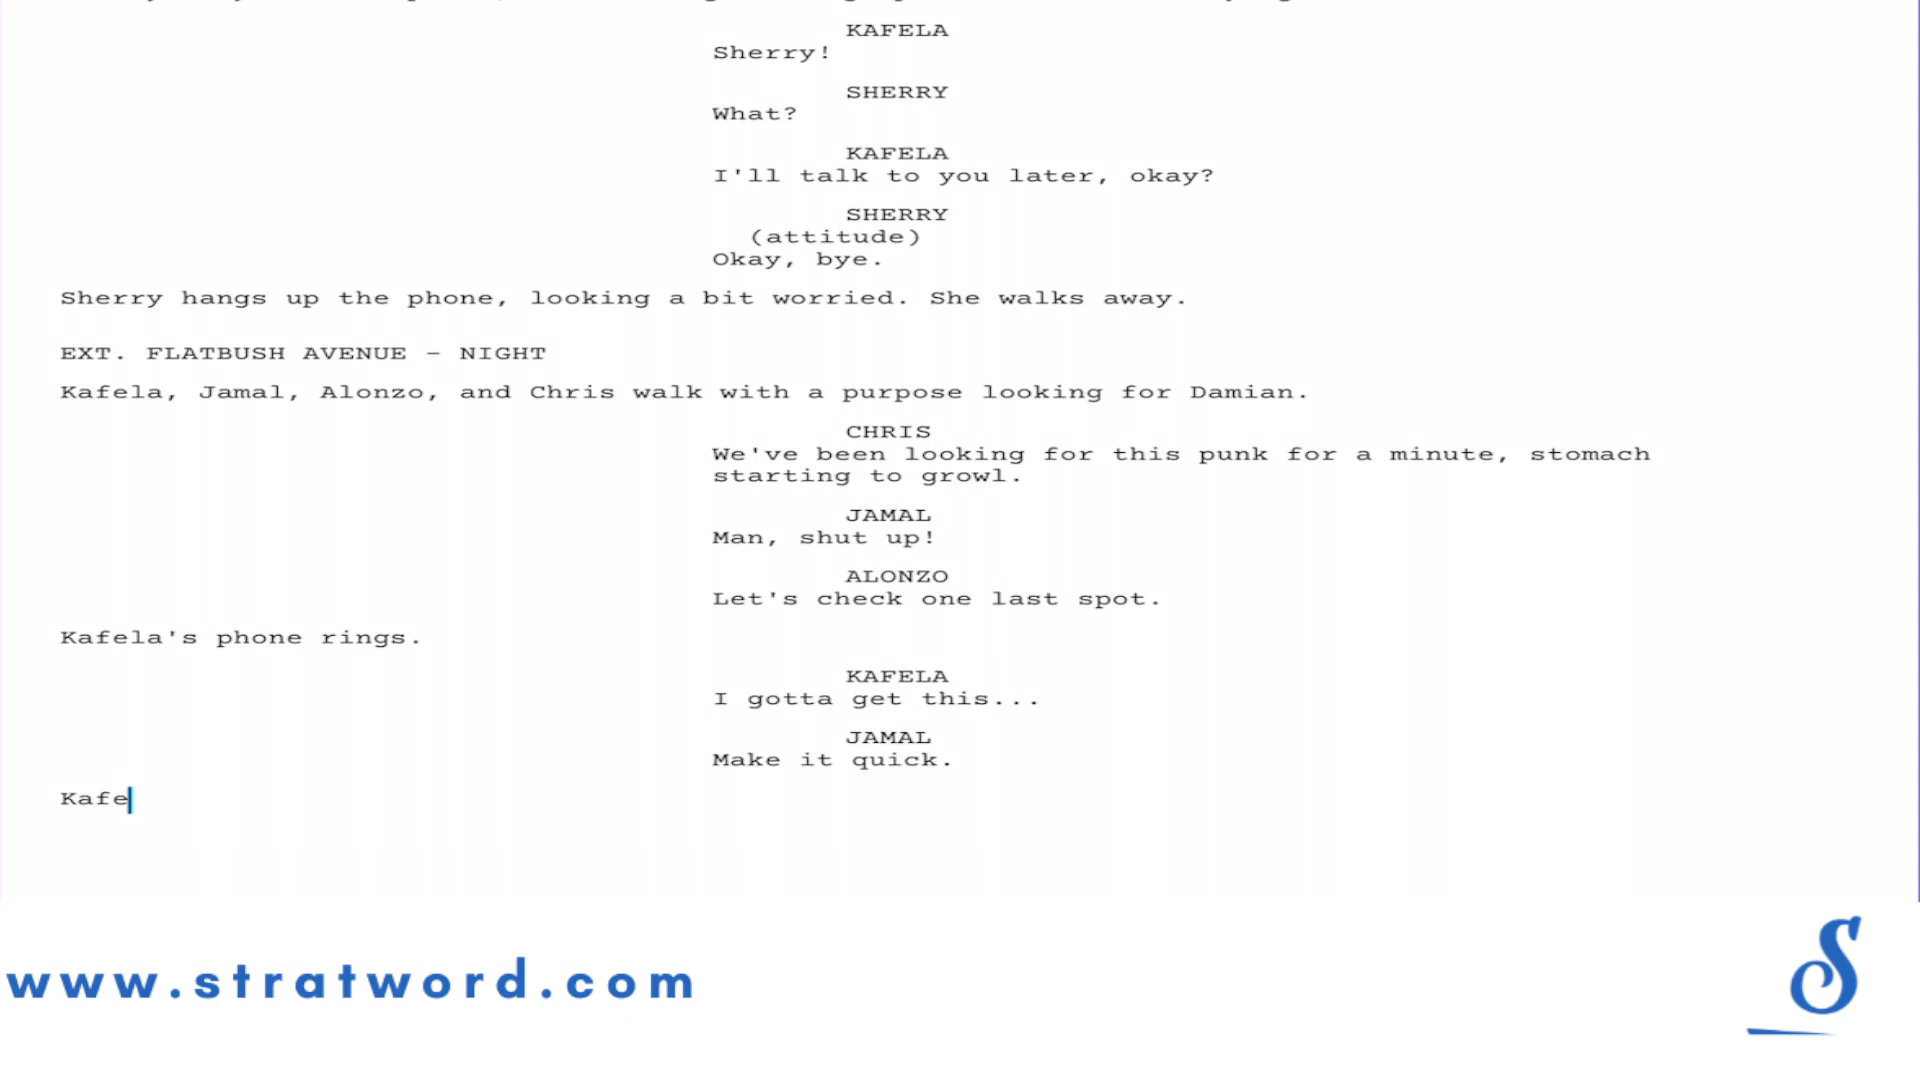 KAFELA
Sherry!
SHERRY
What?
KAFELA
I'll talk to you later, okay?
SHERRY
(attitude)
Okay, bye.
Sherry hangs up the phone, looking a bit worried. She walks away.
EXT. FLATBUSH AVENUE - NIGHT
Kafela, Jamal, Alonzo, and Chris walk with a purpose looking for Damian.
CHRIS
We've been looking for this punk for a minute, stomach
starting to growl.
JAMAL
Man, shut up!
ALONZO
Let's check one last spot.
Kafela's phone rings.
KAFELA
I gotta get this...
JAMAL
Make it quick.
Kafe
www.stratword.com
S